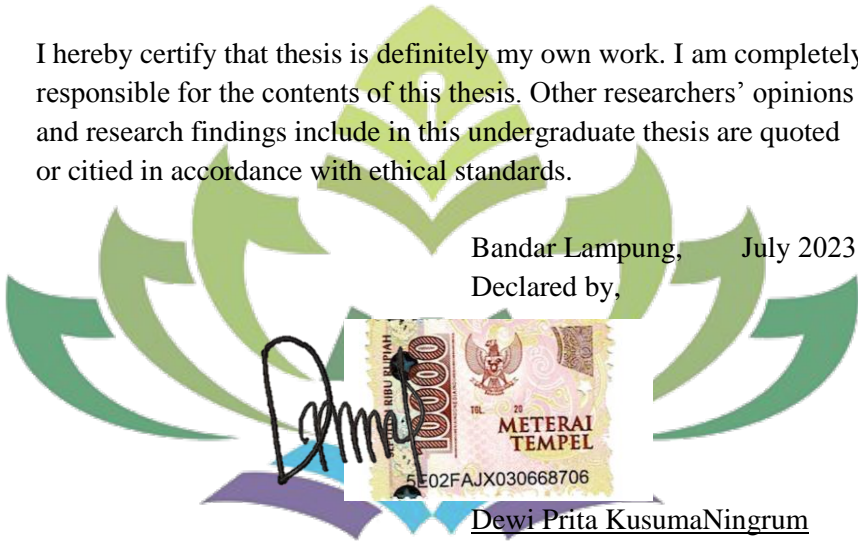 I hereby certify that thesis is definitely my own work. I am completely
responsible for the contents of this thesis. Other researchers’ opinions
and research findings include in this undergraduate thesis are quoted
or citied in accordance with ethical standards.
Bandar Lampung, July 2023
Declared by,
RIBU RUPIAH
10000
TGL. 20
METERAI
TEMPEL
5E02FAJX030668706
Dewi Prita KusumaNingrum